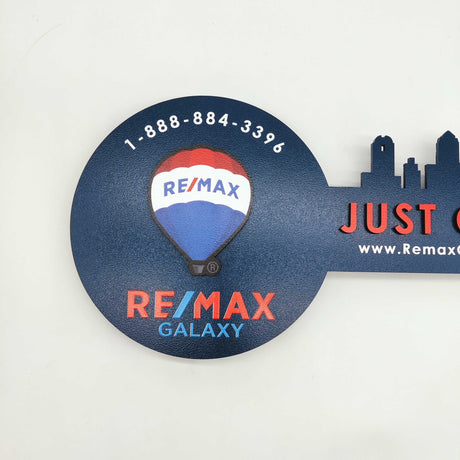 1-888-884-3396
RE/MAX
®
RE/MAX
GALAXY
JUST
www.Remax